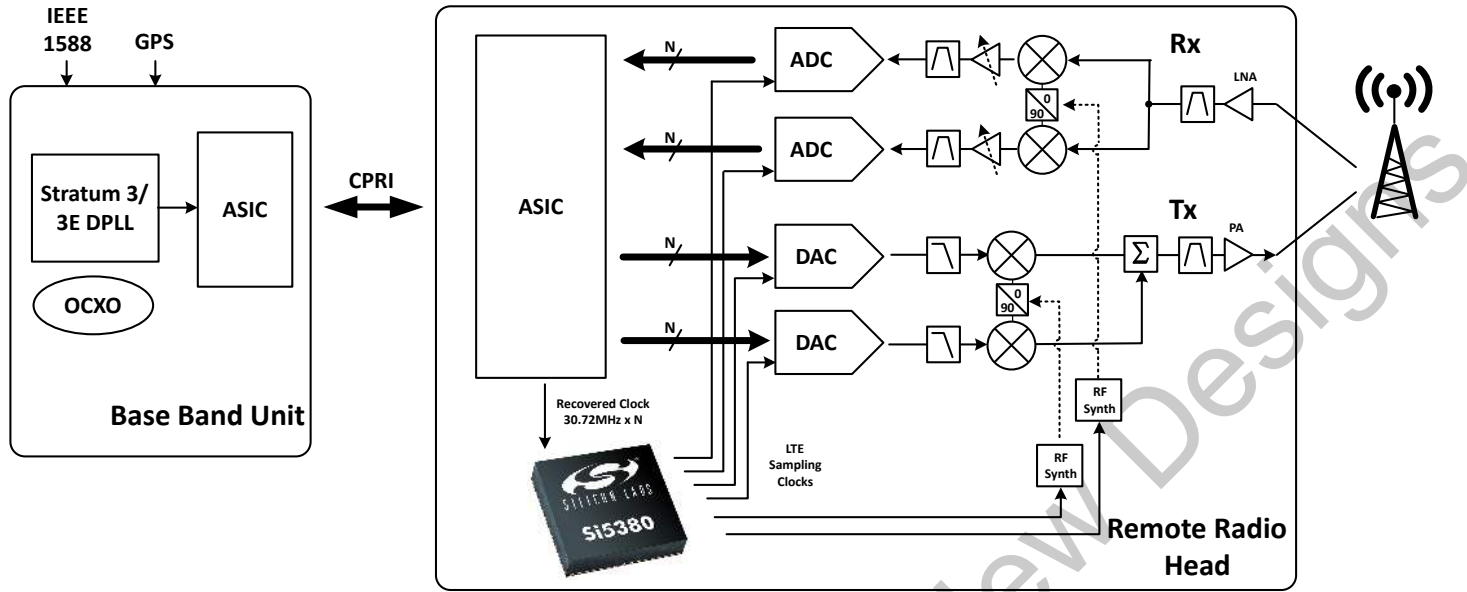 IEEE
1588
GPS
Stratum 3/
3E DPLL
ASIC
OCXO
Base Band Unit
CPRI
ASIC
N
ADC
N
ADC
N
DAC
N
DAC
0
90
0
90
Rx
LNA
Tx
Σ
PA
Recovered Clock
30.72MHz x N
SILICON LABS
Si5380
LTE
Sampling
Clocks
RF
Synth
RF
Synth
Remote Radio
Head
New Designs